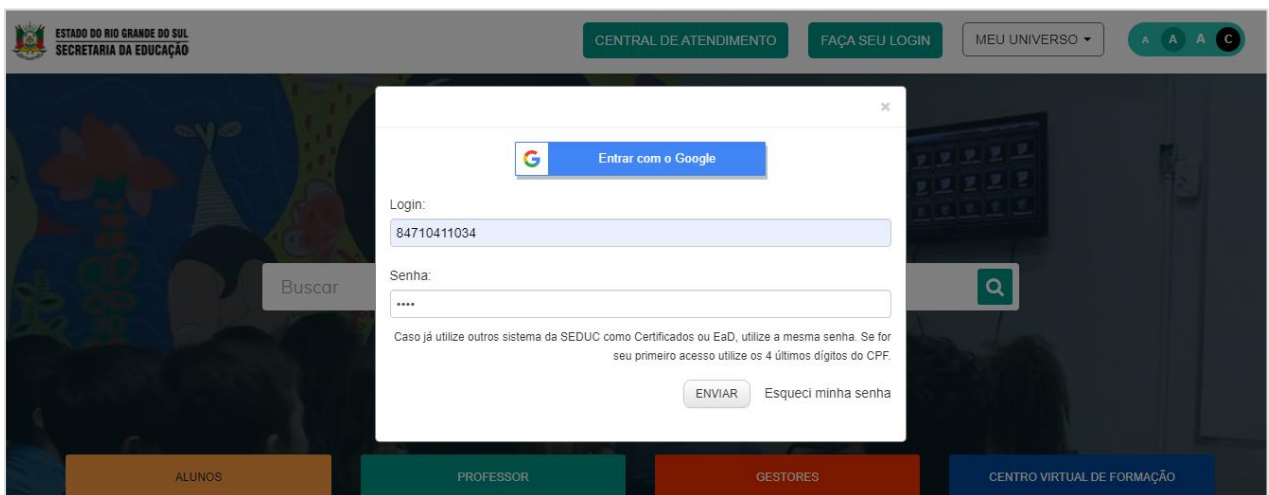 ESTADO DO RIO GRANDE DO SUL
SECRETARIA DA EDUCAÇÃO
CENTRAL DE ATENDIMENTO
FAÇA SEU LOGIN
MEU UNIVERSO
A A A C
×
G Entrar com o Google
Login:
84710411034
Buscar
Senha:
••••
Caso já utilize outros sistema da SEDUC como Certificados ou EaD, utilize a mesma senha. Se for
seu primeiro acesso utilize os 4 últimos dígitos do CPF.
ENVIAR Esqueci minha senha
ALUNOS
PROFESSOR
GESTORES
CENTRO VIRTUAL DE FORMAÇÃO